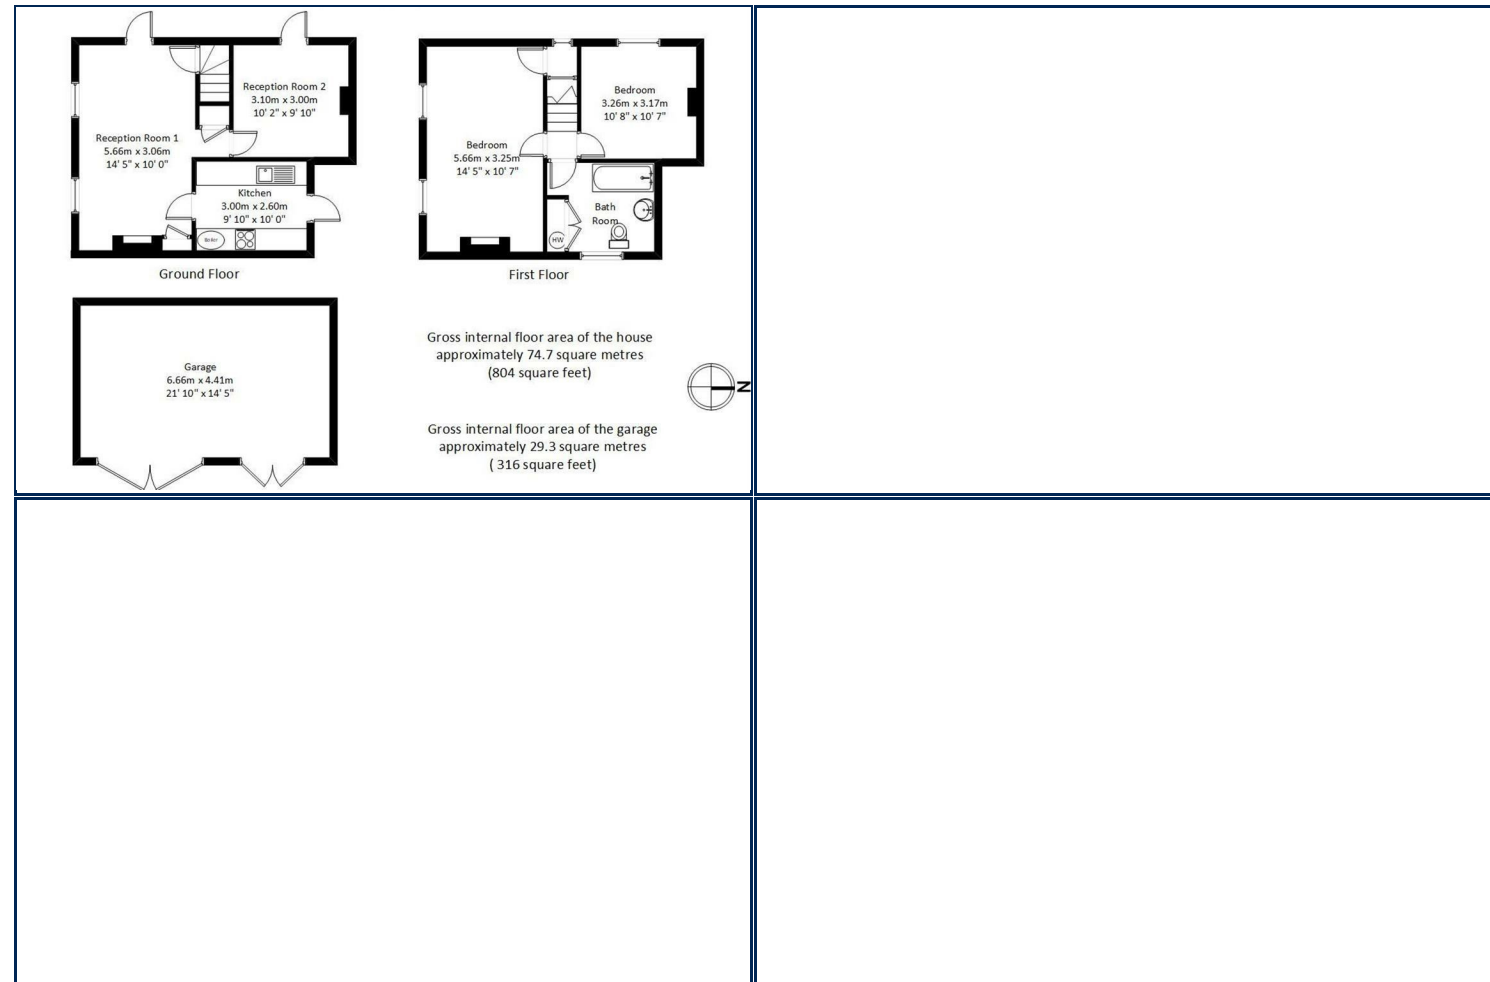 Reception Room 1
5.66m x 3.06m
14' 5" x 10' 0"
Reception Room 2
3.10m x 3.00m
10' 2" x 9' 10"
Kitchen
3.00m x 2.60m
9' 10" x 10' 0"
Boiler
Ground Floor
Bedroom
5.66m x 3.25m
14' 5" x 10' 7"
Bedroom
3.26m x 3.17m
10' 8" x 10' 7"
Bath
Room
HW
First Floor
Garage
6.66m x 4.41m
21' 10" x 14' 5"
Gross internal floor area of the house
approximately 74.7 square metres
(804 square feet)
N
Gross internal floor area of the garage
approximately 29.3 square metres
( 316 square feet)